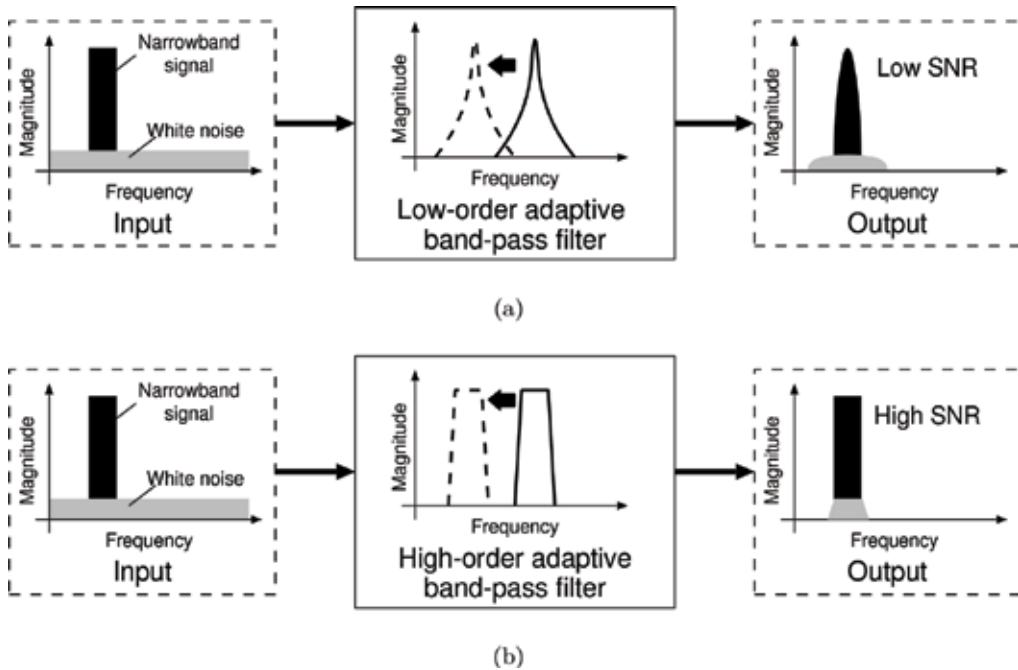 Magnitude
Narrowband
signal
White noise
Frequency
Input
Magnitude
Frequency
Low-order adaptive
band-pass filter
Magnitude
Low SNR
Frequency
Output
(a)
Magnitude
Narrowband
signal
White noise
Frequency
Input
Magnitude
Frequency
High-order adaptive
band-pass filter
Magnitude
High SNR
Frequency
Output
(b)